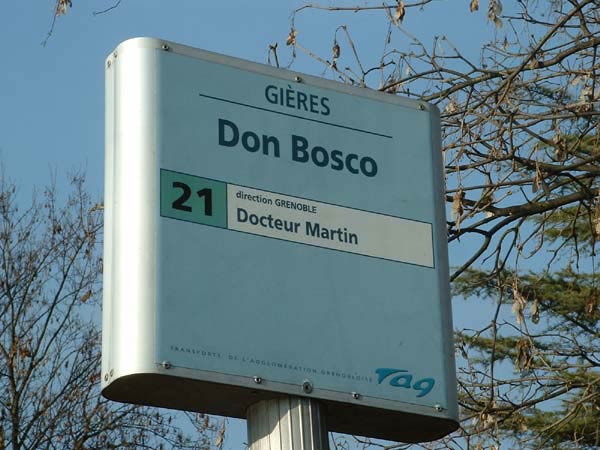 GIÈRES
Don Bosco
21
direction GRENOBLE
Docteur Martin
TRANSPORTS DE L'AGGLOMÉRATION GRENOBLOISE
Tag